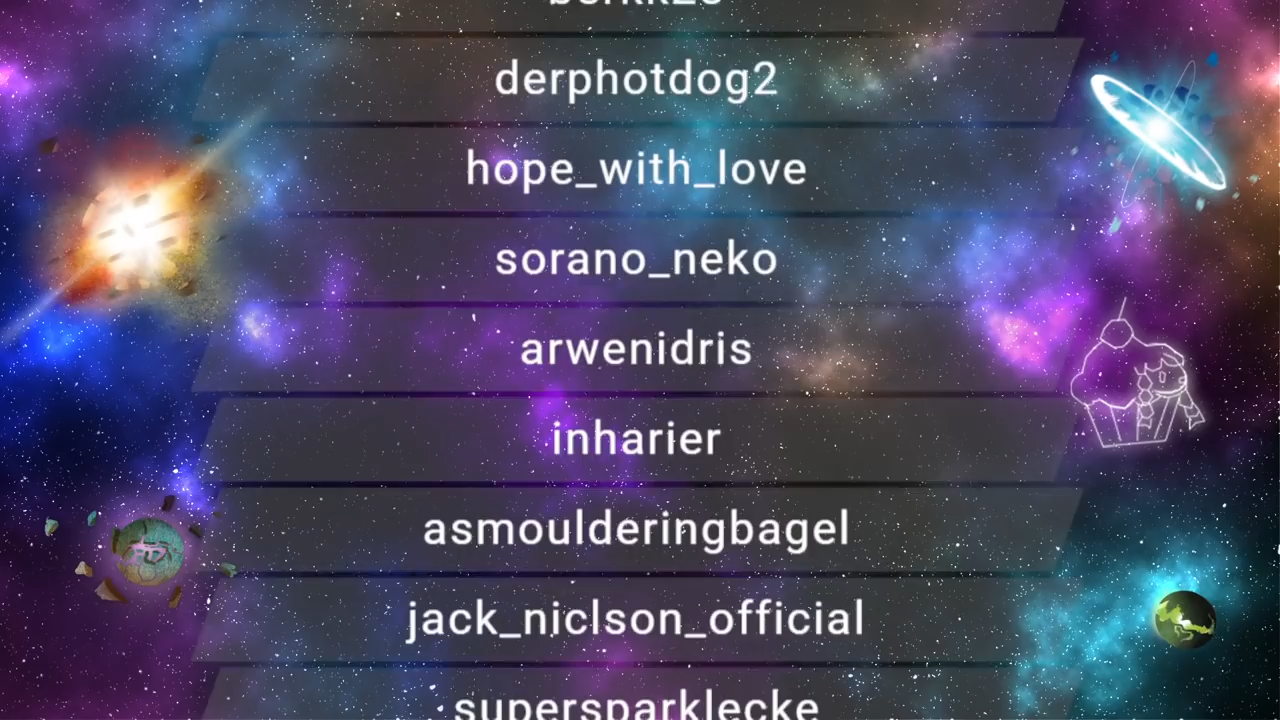 derphotdog2
hope_with_love
sorano_neko
arwenidris
inharier
asmoulderingbagel
jack_niclson_official
supersparklecke